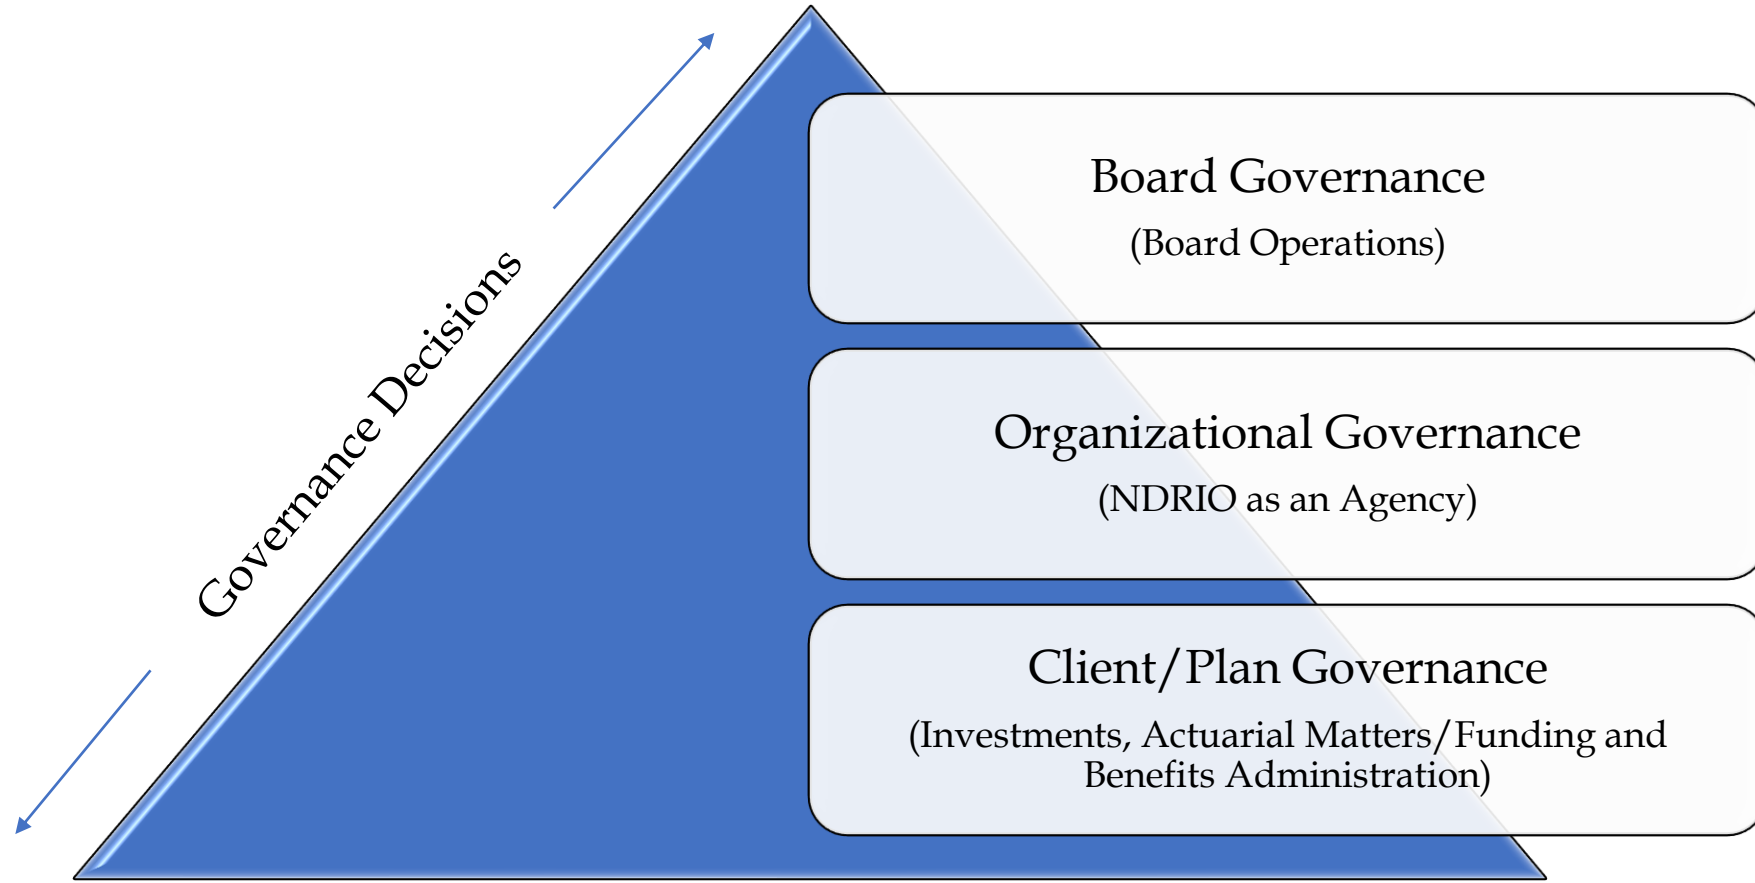 Governance Decisions
Board Governance
(Board Operations)
Organizational Governance
(NDRIO as an Agency)
Client/Plan Governance
(Investments, Actuarial Matters/Funding and
Benefits Administration)